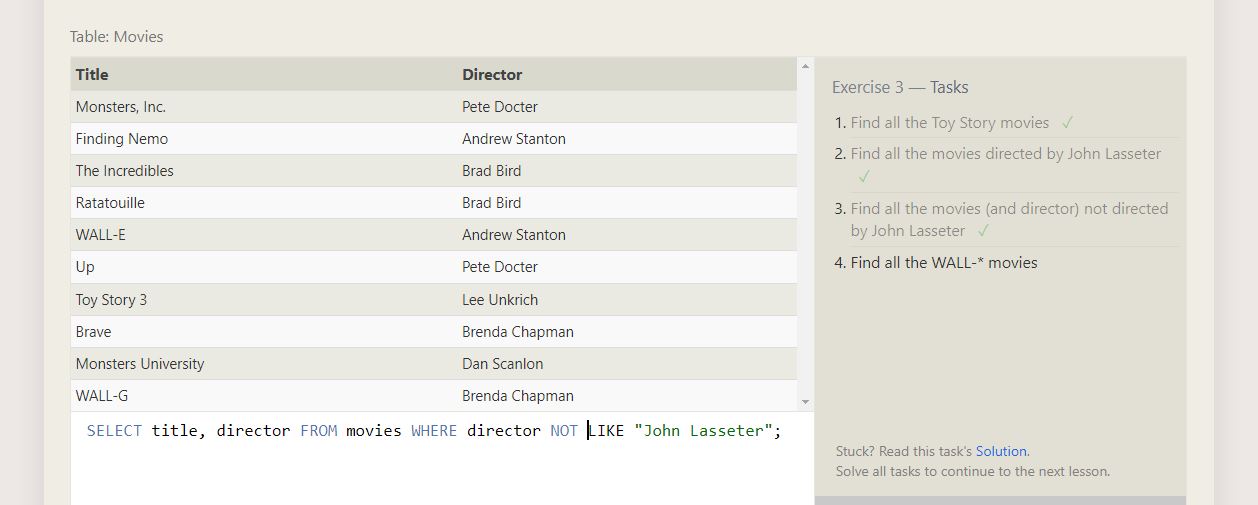 Table: Movies
Title Director
Monsters, Inc. Pete Docter
Finding Nemo Andrew Stanton
The Incredibles Brad Bird
Ratatouille Brad Bird
WALL-E Andrew Stanton
Up Pete Docter
Toy Story 3 Lee Unkrich
Brave Brenda Chapman
Monsters University Dan Scanlon
WALL-G Brenda Chapman
SELECT title, director FROM movies WHERE director NOT LIKE "John Lasseter";
Exercise 3 — Tasks
1. Find all the Toy Story movies ✓
2. Find all the movies directed by John Lasseter
✓
3. Find all the movies (and director) not directed
by John Lasseter ✓
4. Find all the WALL-* movies
Stuck? Read this task's Solution.
Solve all tasks to continue to the next lesson.